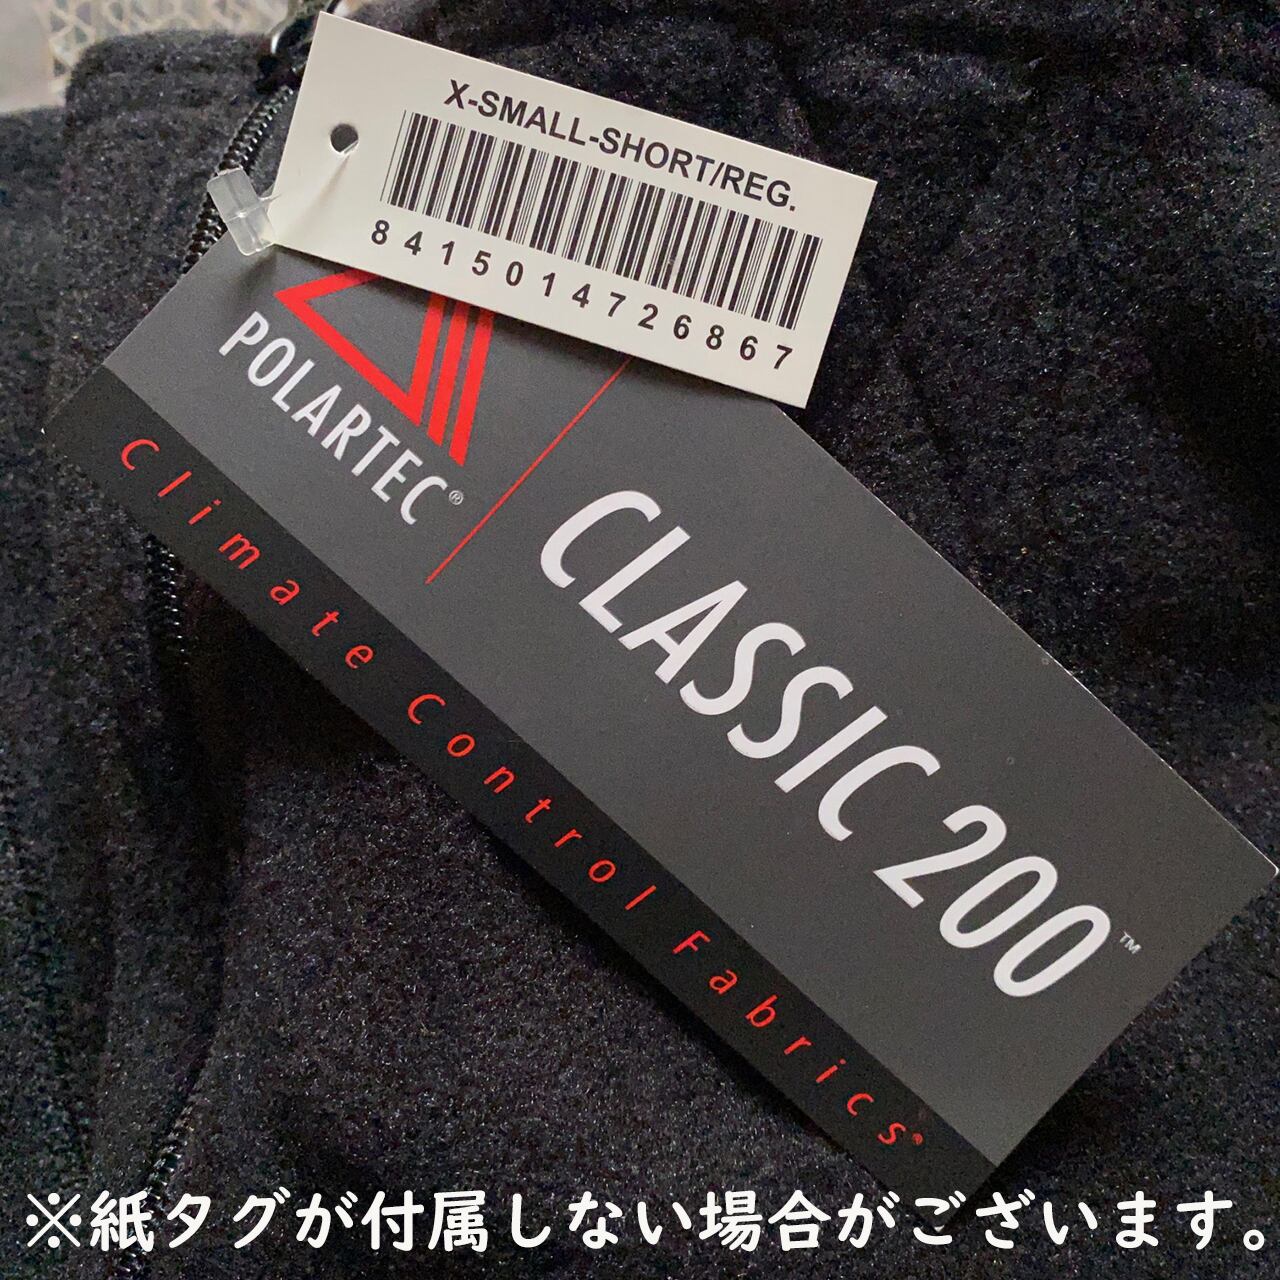 X-SMALL-SHORT/REG.
8415014726867
POLARTEC®
CLASSIC 200™
Climate Control Fabrics®
※紙タグが付属しない場合がございます。